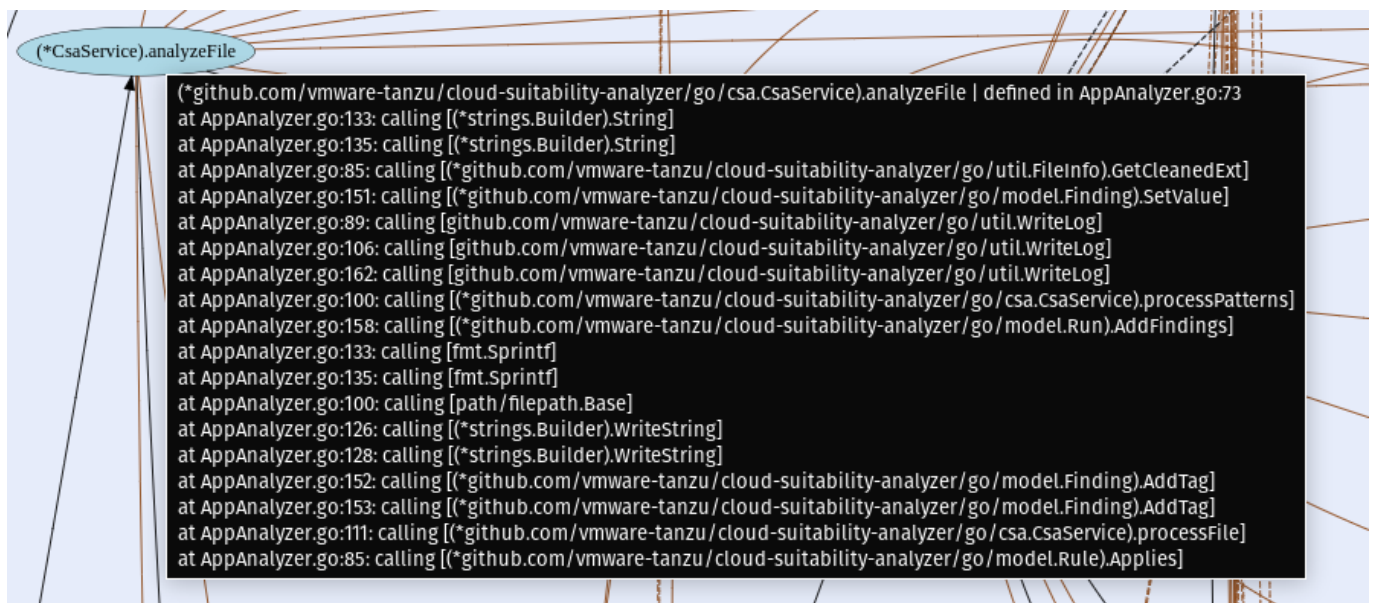 (*CsaService).analyzeFile
(*github.com/vmware-tanzu/cloud-suitability-analyzer/go/csa.CsaService).analyzeFile | defined in AppAnalyzer.go:73
at AppAnalyzer.go:133: calling [(*strings.Builder).String]
at AppAnalyzer.go:135: calling [(*strings.Builder).String]
at AppAnalyzer.go:85: calling [(*github.com/vmware-tanzu/cloud-suitability-analyzer/go/util.FileInfo).GetCleanedExt]
at AppAnalyzer.go:151: calling [(*github.com/vmware-tanzu/cloud-suitability-analyzer/go/model.Finding).SetValue]
at AppAnalyzer.go:89: calling [github.com/vmware-tanzu/cloud-suitability-analyzer/go/util.WriteLog]
at AppAnalyzer.go:106: calling [github.com/vmware-tanzu/cloud-suitability-analyzer/go/util.WriteLog]
at AppAnalyzer.go:162: calling [github.com/vmware-tanzu/cloud-suitability-analyzer/go/util.WriteLog]
at AppAnalyzer.go:100: calling [(*github.com/vmware-tanzu/cloud-suitability-analyzer/go/csa.CsaService).processPatterns]
at AppAnalyzer.go:158: calling [(*github.com/vmware-tanzu/cloud-suitability-analyzer/go/model.Run).AddFindings]
at AppAnalyzer.go:133: calling [fmt.Sprintf]
at AppAnalyzer.go:135: calling [fmt.Sprintf]
at AppAnalyzer.go:100: calling [path/filepath.Base]
at AppAnalyzer.go:126: calling [(*strings.Builder).WriteString]
at AppAnalyzer.go:128: calling [(*strings.Builder).WriteString]
at AppAnalyzer.go:152: calling [(*github.com/vmware-tanzu/cloud-suitability-analyzer/go/model.Finding).AddTag]
at AppAnalyzer.go:153: calling [(*github.com/vmware-tanzu/cloud-suitability-analyzer/go/model.Finding).AddTag]
at AppAnalyzer.go:111: calling [(*github.com/vmware-tanzu/cloud-suitability-analyzer/go/csa.CsaService).processFile]
at AppAnalyzer.go:85: calling [(*github.com/vmware-tanzu/cloud-suitability-analyzer/go/model.Rule).Applies]